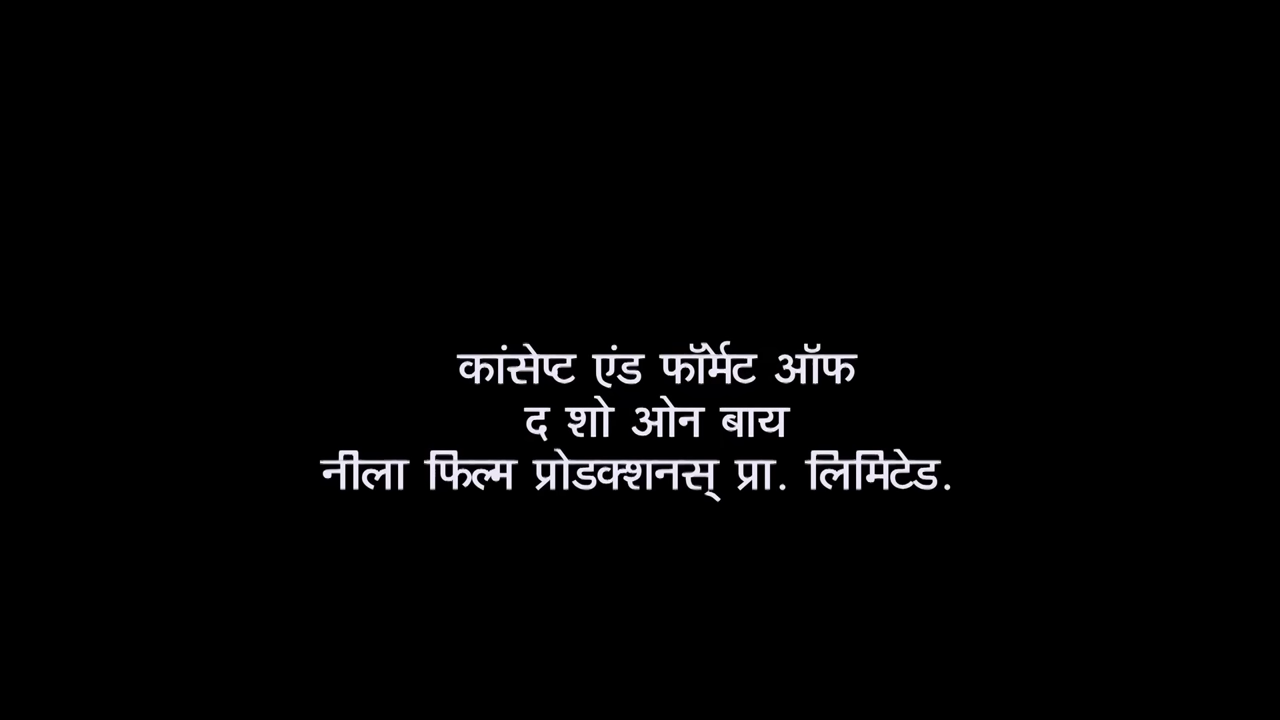 कांसेप्ट एंड फॉर्मेट ऑफ
द शो ओन बाय
नीला फिल्म प्रोडक्शनस् प्रा. लिमिटेड.